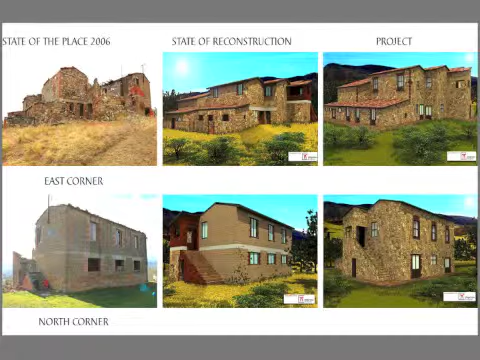 STATE OF THE PLACE 2006
STATE OF RECONSTRUCTION
PROJECT
EAST CORNER
NORTH CORNER